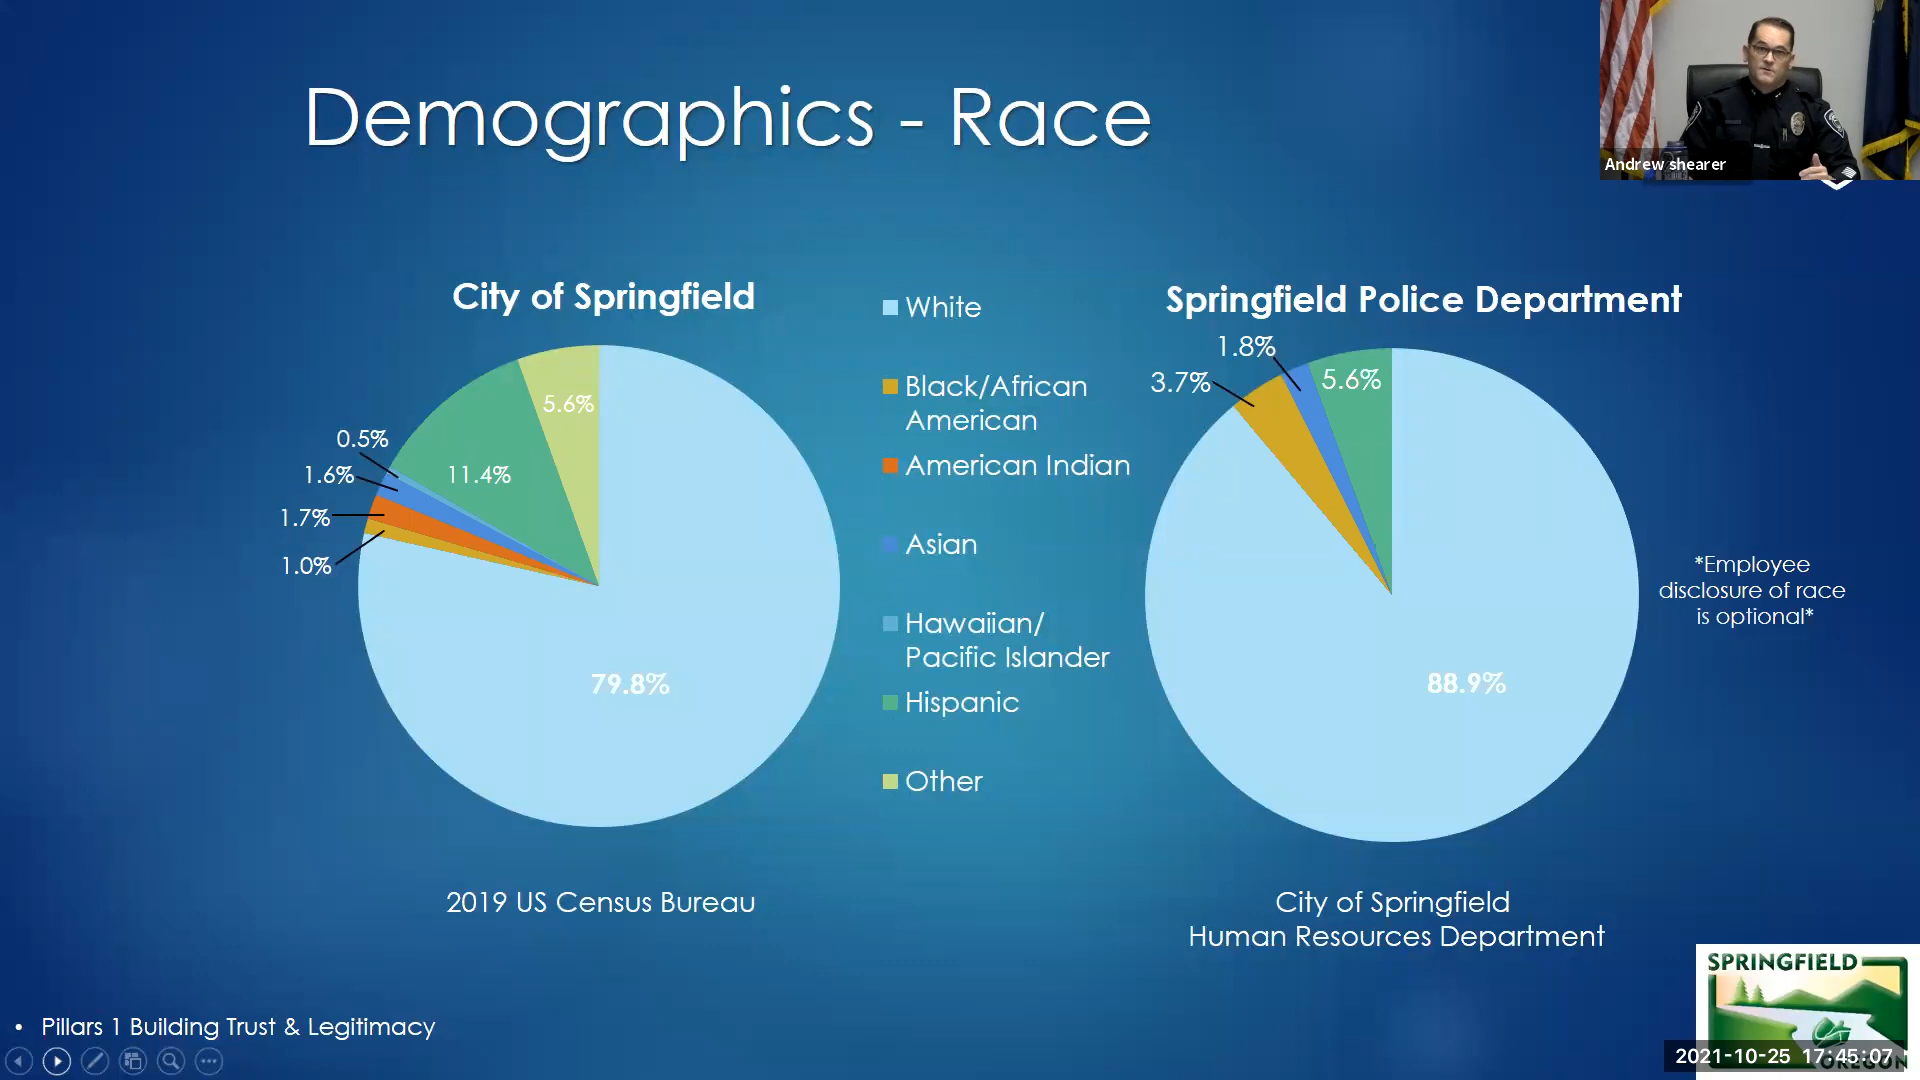 Demographics - Race
Andrew shearer
City of Springfield
5.6%
0.5%
11.4%
1.6%
1.7%
1.0%
79.8%
2019 US Census Bureau
White
Black/African
American
American Indian
Asian
Hawaiian/
Pacific Islander
Hispanic
Other
Springfield Police Department
1.8%
3.7%
5.6%
88.9%
City of Springfield
Human Resources Department
*Employee
disclosure of race
is optional*
• Pillars 1 Building Trust & Legitimacy
SPRINGFIELD
OREGON
2021-10-25 17:45:07